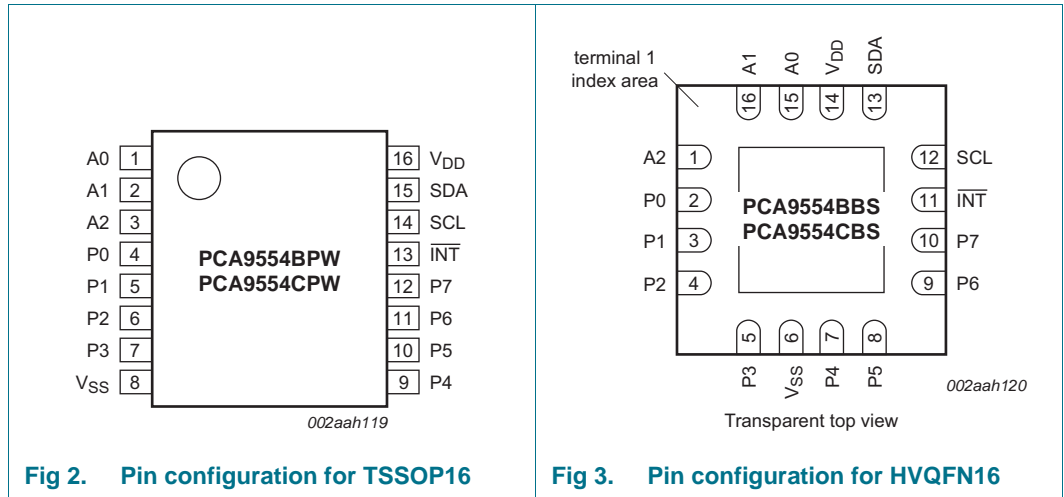 A0 1
A1 2
A2 3
P0 4
P1 5
P2 6
P3 7
VSS 8
PCA9554BPW
PCA9554CPW
16 VDD
15 SDA
14 SCL
13 INT
12 P7
11 P6
10 P5
9 P4
002aah119
Fig 2. Pin configuration for TSSOP16
terminal 1
index area
A1 A0 VDD SDA
16 15 14 13
A2 1
P0 2
P1 3
P2 4
PCA9554BBS
PCA9554CBS
12 SCL
11 INT
10 P7
9 P6
5 6 7 8
P3 VSS P4 P5
002aah120
Transparent top view
Fig 3. Pin configuration for HVQFN16